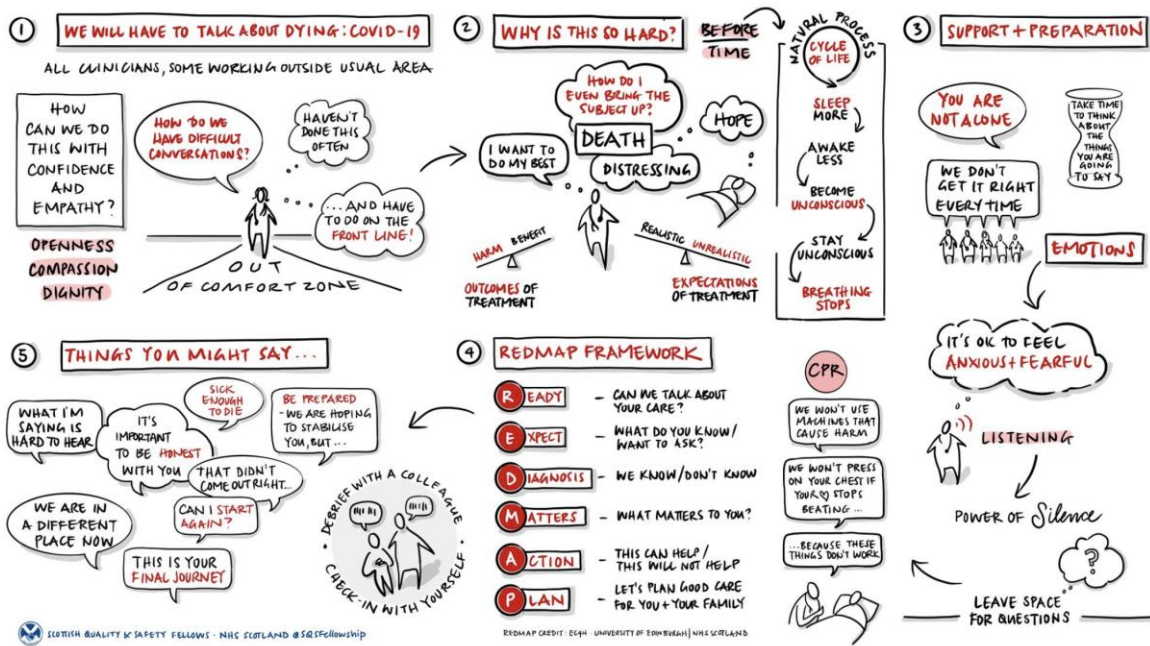 1
WE WILL HAVE TO TALK ABOUT DYING: COVID-19
ALL CLINICIANS, SOME WORKING OUTSIDE USUAL AREA
HOW
CAN WE DO
THIS WITH
CONFIDENCE
AND
EMPATHY?
OPENNESS
COMPASSION
DIGNITY
HOW DO WE
HAVE DIFFICULT
CONVERSATIONS?
HAVEN'T
DONE THIS
OFTEN
...AND HAVE
TO DO ON THE
FRONT LINE!
OUT
OF COMFORT ZONE
2
WHY IS THIS SO HARD?
BEFORE
TIME
HOW DO I
EVEN BRING THE
SUBJECT UP?
DEATH
DISTRESSING
I WANT TO
DO MY BEST
HOPE
HARM BENEFIT
OUTCOMES OF
TREATMENT
REALISTIC UNREALISTIC
EXPECTATIONS
OF TREATMENT
NATURAL PROCESS
CYCLE
OF LIFE
SLEEP
MORE
AWAKE
LESS
BECOME
UNCONSCIOUS
STAY
UNCONSCIOUS
BREATHING
STOPS
3
SUPPORT + PREPARATION
YOU ARE
NOT ALONE
TAKE TIME
TO THINK
ABOUT
THE
THINGS
YOU ARE
GOING
TO SAY
WE DON'T
GET IT RIGHT
EVERY TIME
EMOTIONS
IT'S OK TO FEEL
ANXIOUS + FEARFUL
LISTENING
POWER OF Silence
?
LEAVE SPACE
FOR QUESTIONS
CPR
WE WON'T USE
MACHINES THAT
CAUSE HARM
WE WON'T PRESS
ON YOUR CHEST IF
YOUR ♡ STOPS
BEATING...
...BECAUSE THESE
THINGS DON'T WORK
4
REDMAP FRAMEWORK
READY - CAN WE TALK ABOUT
YOUR CARE?
EXPECT - WHAT DO YOU KNOW/
WANT TO ASK?
DIAGNOSIS - WE KNOW/DON'T KNOW
MATTERS - WHAT MATTERS TO YOU?
ACTION - THIS CAN HELP/
THIS WILL NOT HELP
PLAN - LET'S PLAN GOOD CARE
FOR YOU + YOUR FAMILY
REDMAP CREDIT: EC4H · UNIVERSITY OF EDINBURGH | NHS SCOTLAND
5
THINGS YOU MIGHT SAY...
WHAT I'M
SAYING IS
HARD TO HEAR
IT'S
IMPORTANT
TO BE HONEST
WITH YOU
SICK
ENOUGH
TO DIE
BE PREPARED
- WE ARE HOPING
TO STABILISE
YOU, BUT...
THAT DIDN'T
COME OUT RIGHT...
CAN I START
AGAIN?
WE ARE IN
A DIFFERENT
PLACE NOW
THIS IS YOUR
FINAL JOURNEY
· DEBRIEF WITH A COLLEAGUE ·
CHECK-IN WITH YOURSELF
SCOTTISH QUALITY & SAFETY FELLOWS · NHS SCOTLAND @SQSFellowship